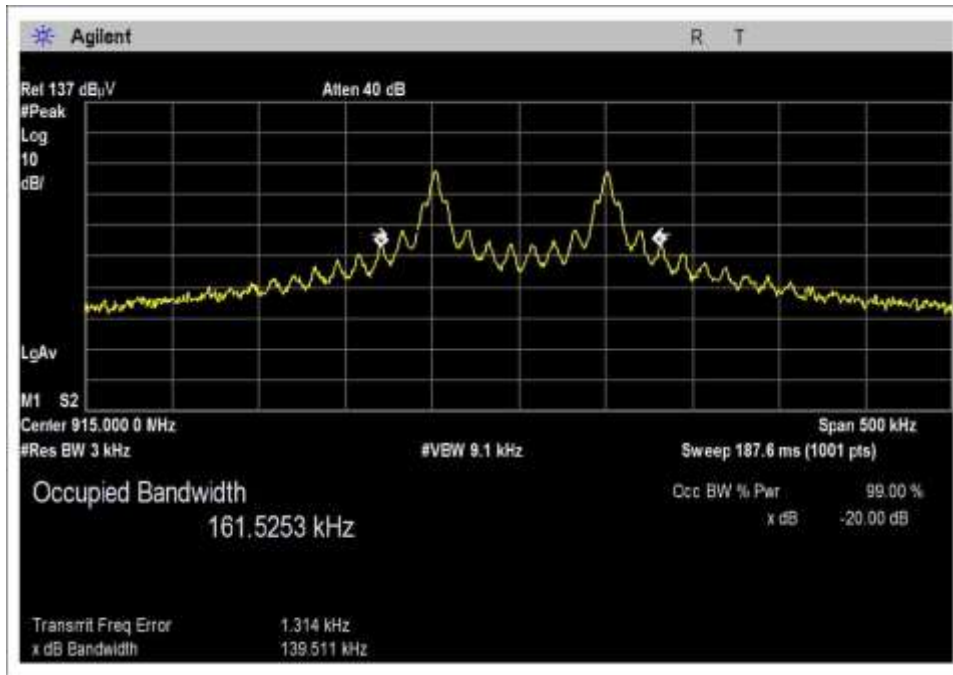 Agilent R T
Ref 137 dBµV Atten 40 dB
#Peak
Log
10
dB/
LgAv
M1 S2
Center 915.000 0 MHz Span 500 kHz
#Res BW 3 kHz #VBW 9.1 kHz Sweep 187.6 ms (1001 pts)
Occupied Bandwidth Occ BW % Pwr 99.00 %
161.5253 kHz x dB -20.00 dB
Transmit Freq Error 1.314 kHz
x dB Bandwidth 139.511 kHz